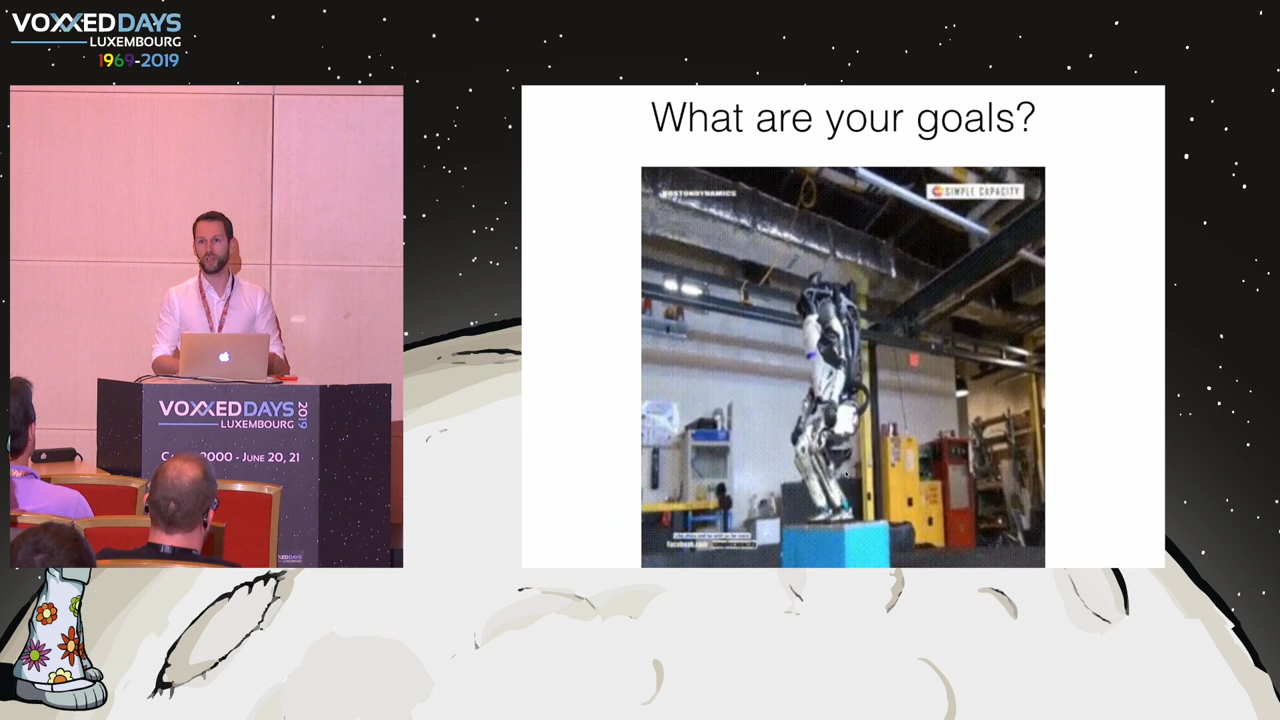 VOXXEDDAYS
LUXEMBOURG
1969-2019
What are your goals?
BOSTONDYNAMICS
SIMPLE CAPACITY
VOXXEDDAYS
2019
LUXEMBOURG
2000 - JUNE 20, 21